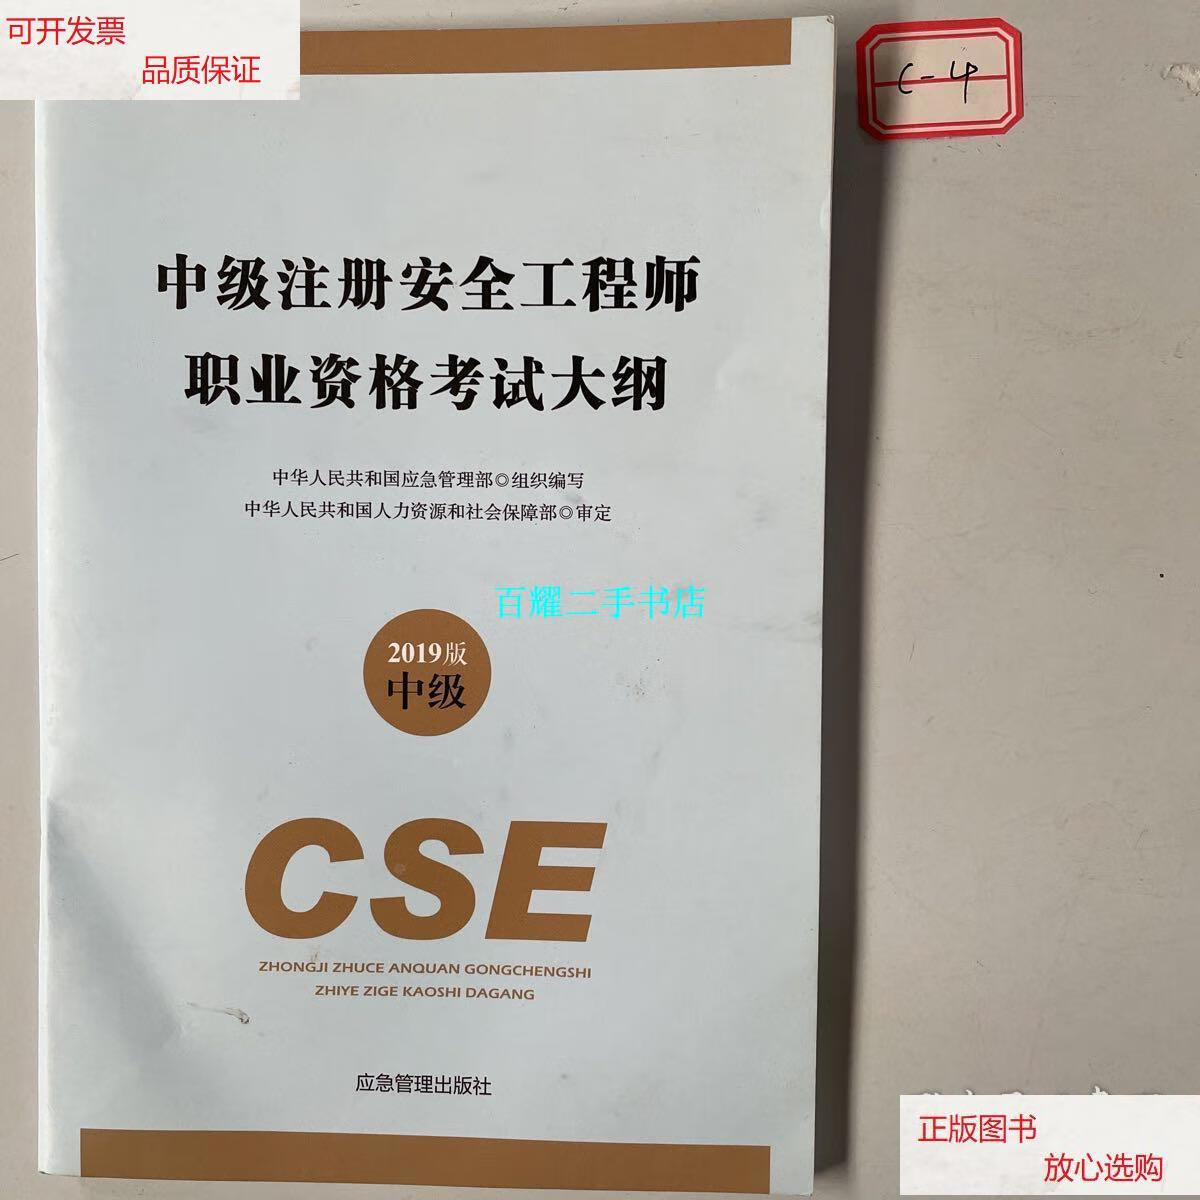 可开发票
品质保证
C-4
中级注册安全工程师
职业资格考试大纲
中华人民共和国应急管理部◎组织编写
中华人民共和国人力资源和社会保障部◎审定
百耀二手书店
2019版
中级
CSE
ZHONGJI ZHUCE ANQUAN GONGCHENGSHI
ZHIYE ZIGE KAOSHI DAGANG
应急管理出版社
正版图书
放心选购